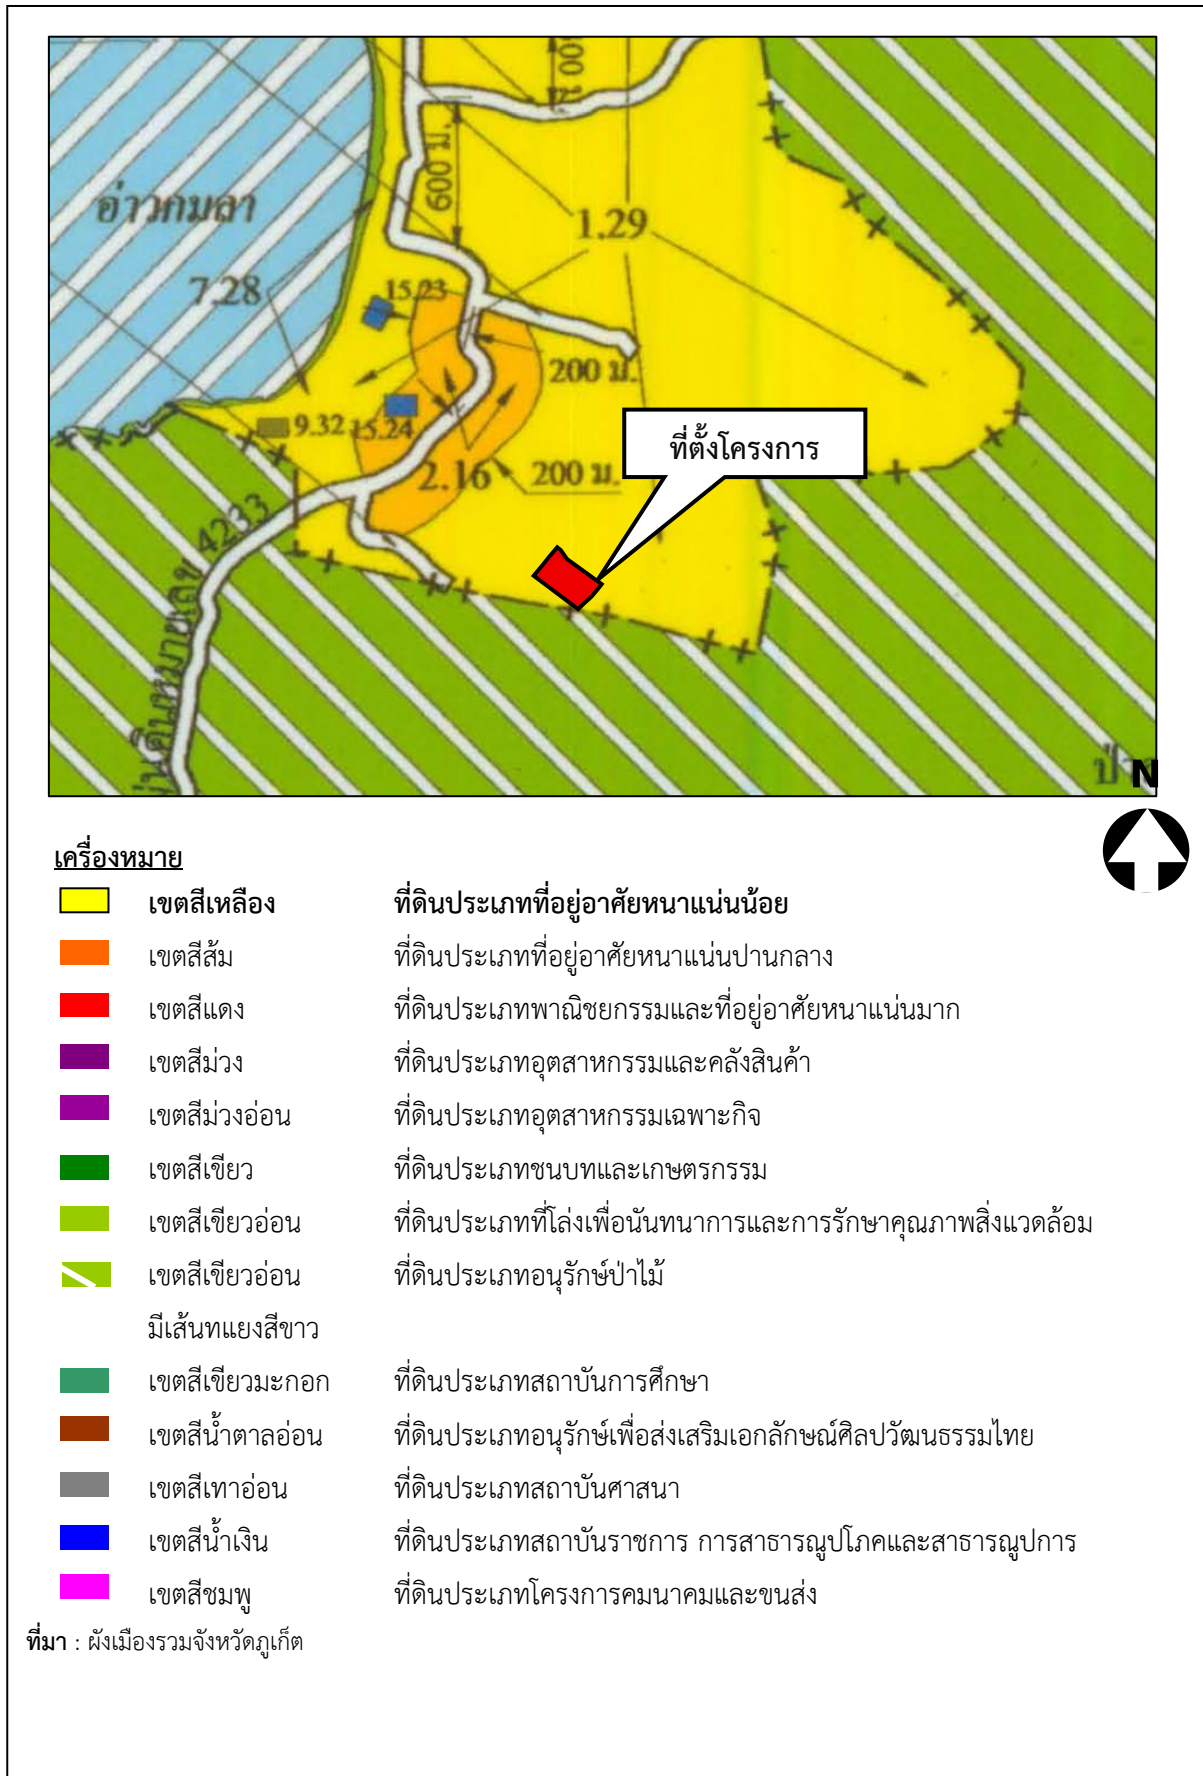 00 ม.
600 ม.
อ่าวกมลา
1.29
7.28
15.23
200 ม.
9.32
15.24
ที่ตั้งโครงการ
2.16
200 ม.
4233
ป่า
N
เครื่องหมาย
เขตสีเหลือง ที่ดินประเภทที่อยู่อาศัยหนาแน่นน้อย
เขตสีส้ม ที่ดินประเภทที่อยู่อาศัยหนาแน่นปานกลาง
เขตสีแดง ที่ดินประเภทพาณิชยกรรมและที่อยู่อาศัยหนาแน่นมาก
เขตสีม่วง ที่ดินประเภทอุตสาหกรรมและคลังสินค้า
เขตสีม่วงอ่อน ที่ดินประเภทอุตสาหกรรมเฉพาะกิจ
เขตสีเขียว ที่ดินประเภทชนบทและเกษตรกรรม
เขตสีเขียวอ่อน ที่ดินประเภทที่โล่งเพื่อนันทนาการและการรักษาคุณภาพสิ่งแวดล้อม
เขตสีเขียวอ่อน ที่ดินประเภทอนุรักษ์ป่าไม้
มีเส้นทแยงสีขาว
เขตสีเขียวมะกอก ที่ดินประเภทสถาบันการศึกษา
เขตสีน้ำตาลอ่อน ที่ดินประเภทอนุรักษ์เพื่อส่งเสริมเอกลักษณ์ศิลปวัฒนธรรมไทย
เขตสีเทาอ่อน ที่ดินประเภทสถาบันศาสนา
เขตสีน้ำเงิน ที่ดินประเภทสถาบันราชการ การสาธารณูปโภคและสาธารณูปการ
เขตสีชมพู ที่ดินประเภทโครงการคมนาคมและขนส่ง
ที่มา : ผังเมืองรวมจังหวัดภูเก็ต